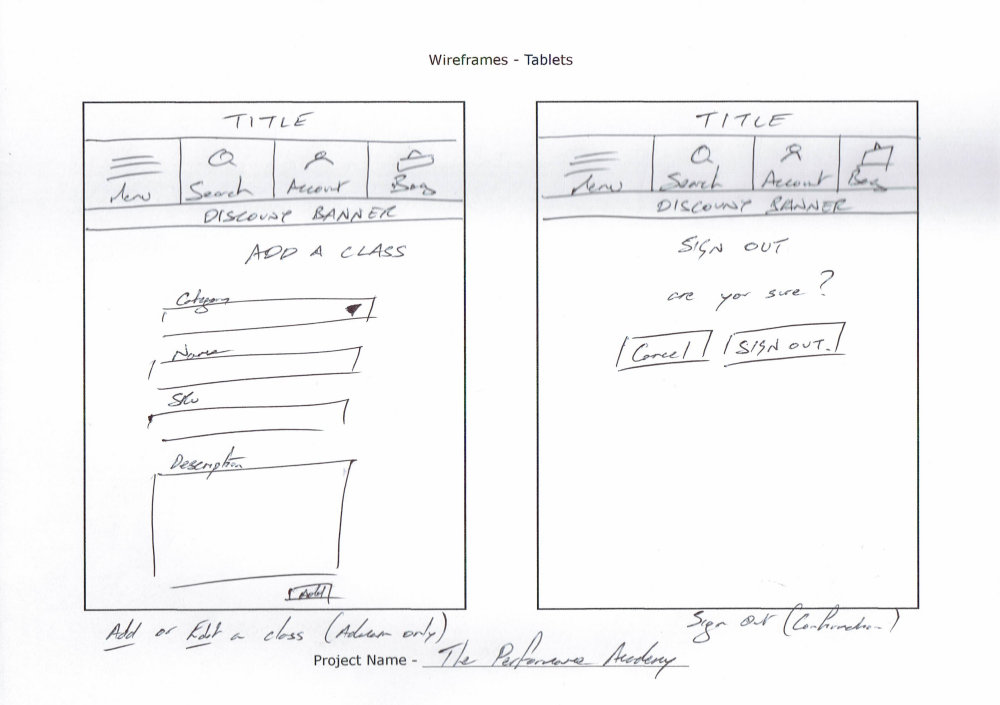 Wireframes - Tablets
TITLE
Menu Search Account Bag
DISCOUNT BANNER
ADD A CLASS
Category
Name
SKU
Description
Add
Add or Edit a class (Admin only)
TITLE
Menu Search Account Bag
DISCOUNT BANNER
SIGN OUT
are you sure?
Cancel SIGN OUT.
Sign Out (Confirmation)
Project Name - The Performance Academy